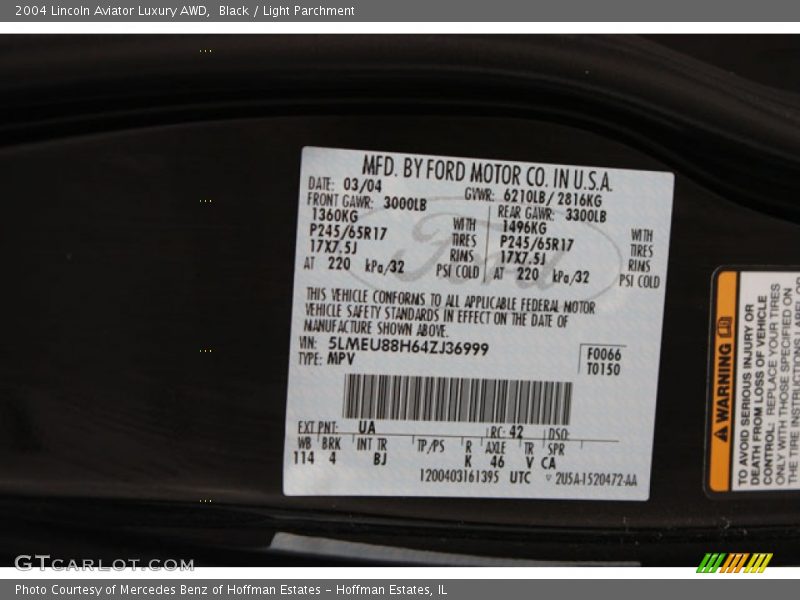 2004 Lincoln Aviator Luxury AWD,  Black / Light Parchment
MFD. BY FORD MOTOR CO. IN U.S.A.
DATE: 03/04
GVWR: 6210LB/ 2816KG
FRONT GAWR: 3000LB
1360KG
P245/65R17
17X7.5J
AT 220 kPa/32
WITH
TIRES
RIMS
PSI COLD
REAR GAWR: 3300LB
1496KG
P245/65R17
17X7.5J
AT 220 kPa/32
WITH
TIRES
RIMS
PSI COLD
Ford
THIS VEHICLE CONFORMS TO ALL APPLICABLE FEDERAL MOTOR
VEHICLE SAFETY STANDARDS IN EFFECT ON THE DATE OF
MANUFACTURE SHOWN ABOVE.
VIN: 5LMEU88H64ZJ36999
TYPE: MPV
F0066
T0150
EXT PNT: UA
RC: 42
DSO:
WB BRK INT TR TP/PS R AXLE TR SPR
114 4 BJ K 46 V CA
1200403161395 UTC
2U5A-1520472-AA
WARNING
TO AVOID SERIOUS INJURY OR
DEATH FROM LOSS OF VEHICLE
CONTROL: REPLACE YOUR TIRES
ONLY WITH THOSE SPECIFIED ON
GTCARLOT.COM
Photo Courtesy of Mercedes Benz of Hoffman Estates - Hoffman Estates, IL